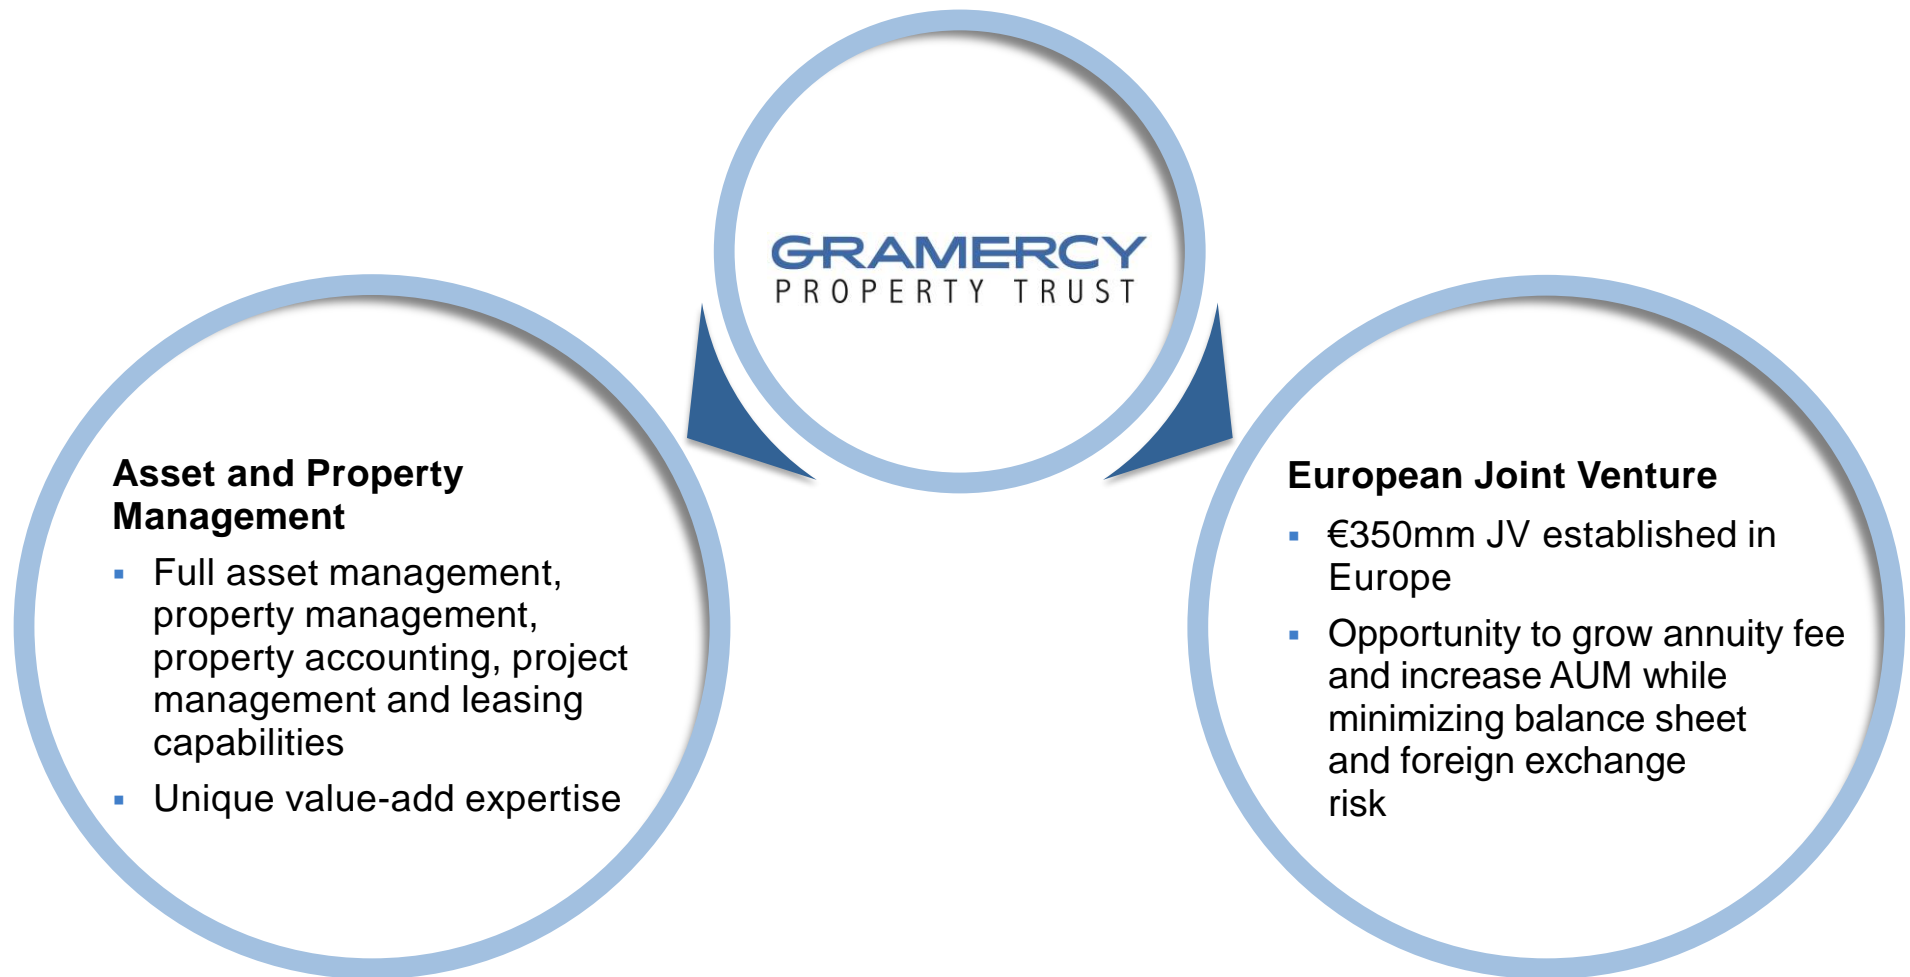 GRAMERCY
PROPERTY TRUST
Asset and Property
Management
▪ Full asset management,
property management,
property accounting, project
management and leasing
capabilities
▪ Unique value-add expertise
European Joint Venture
▪ €350mm JV established in
Europe
▪ Opportunity to grow annuity fee
and increase AUM while
minimizing balance sheet
and foreign exchange
risk